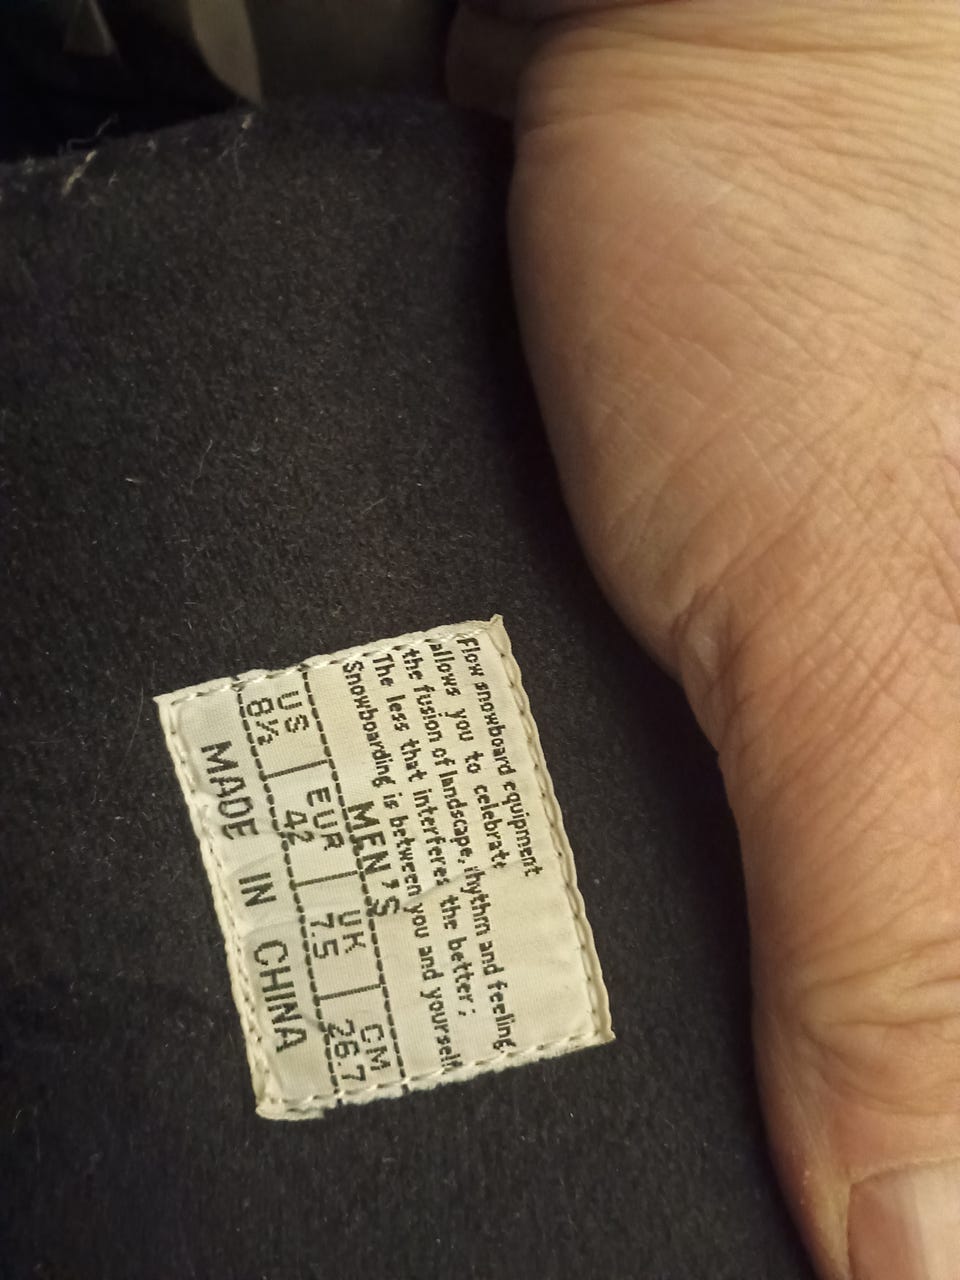 Flow snowboard equipment
allows you to celebrate
the fusion of landscape, rhythm and feeling.
The less that interferes the better;
Snowboarding is between you and yourself
MEN'S
US | EUR | UK | CM
8½ | 42 | 7.5 | 26.7
MADE IN CHINA